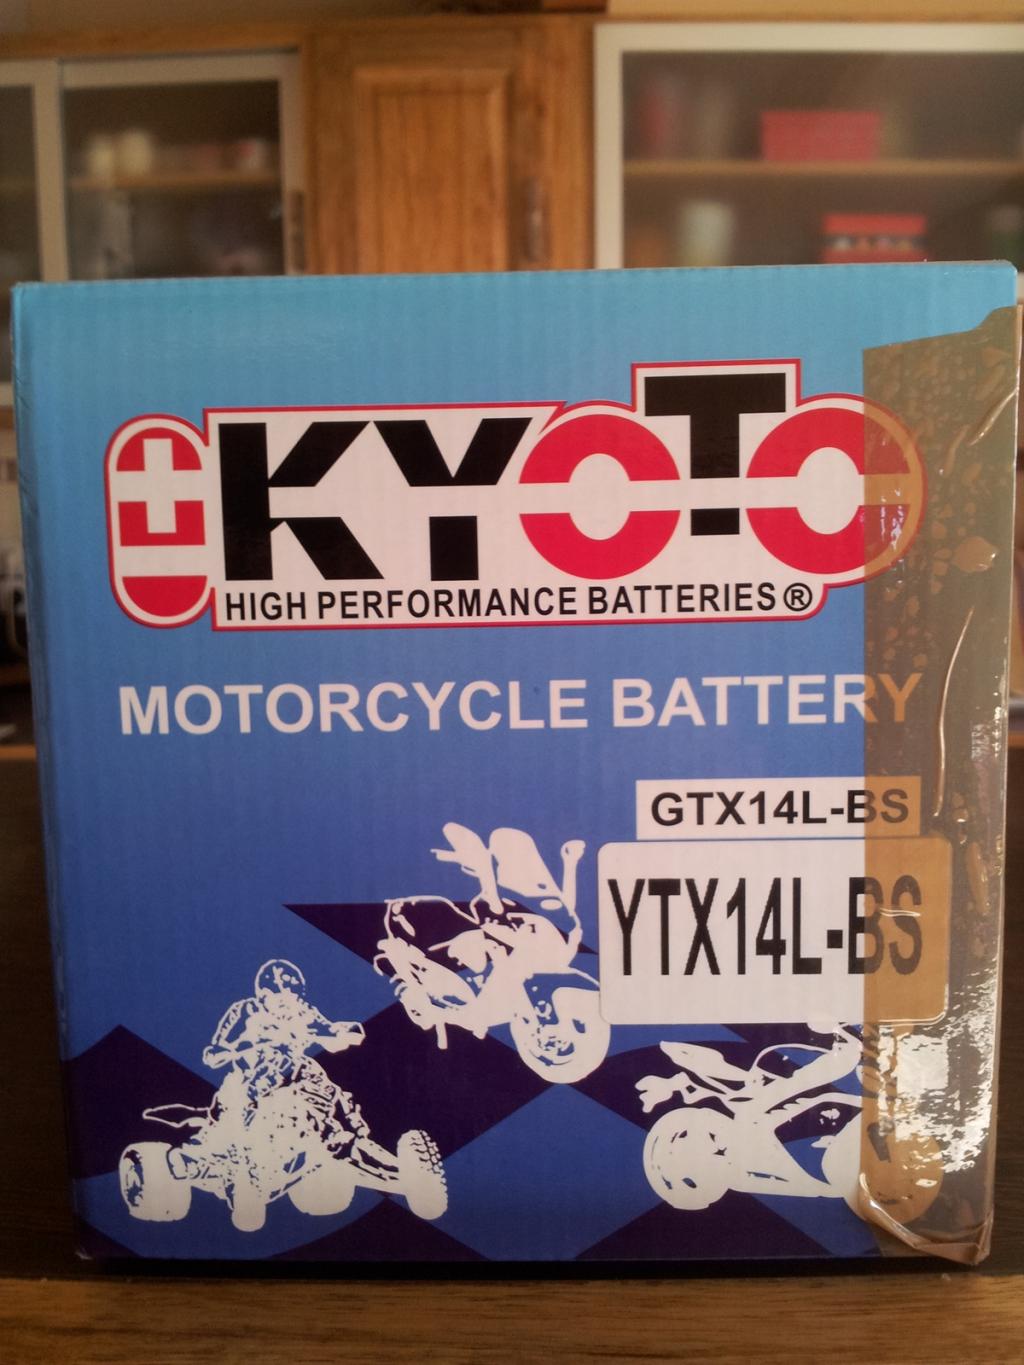 KYOTO
HIGH PERFORMANCE BATTERIES®
MOTORCYCLE BATTERY
GTX14L-BS
YTX14L-BS